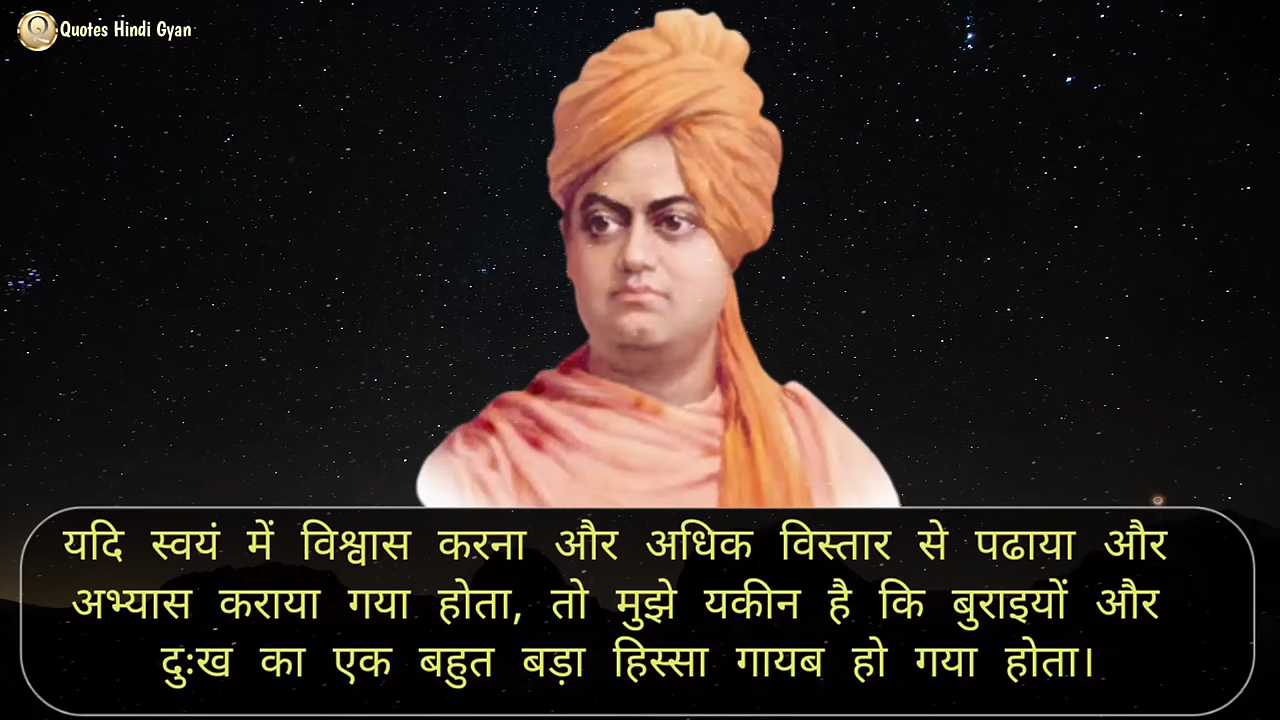 Quotes Hindi Gyan
यदि स्वयं में विश्वास करना और अधिक विस्तार से पढाया और
अभ्यास कराया गया होता, तो मुझे यकीन है कि बुराइयों और
दुःख का एक बहुत बड़ा हिस्सा गायब हो गया होता।